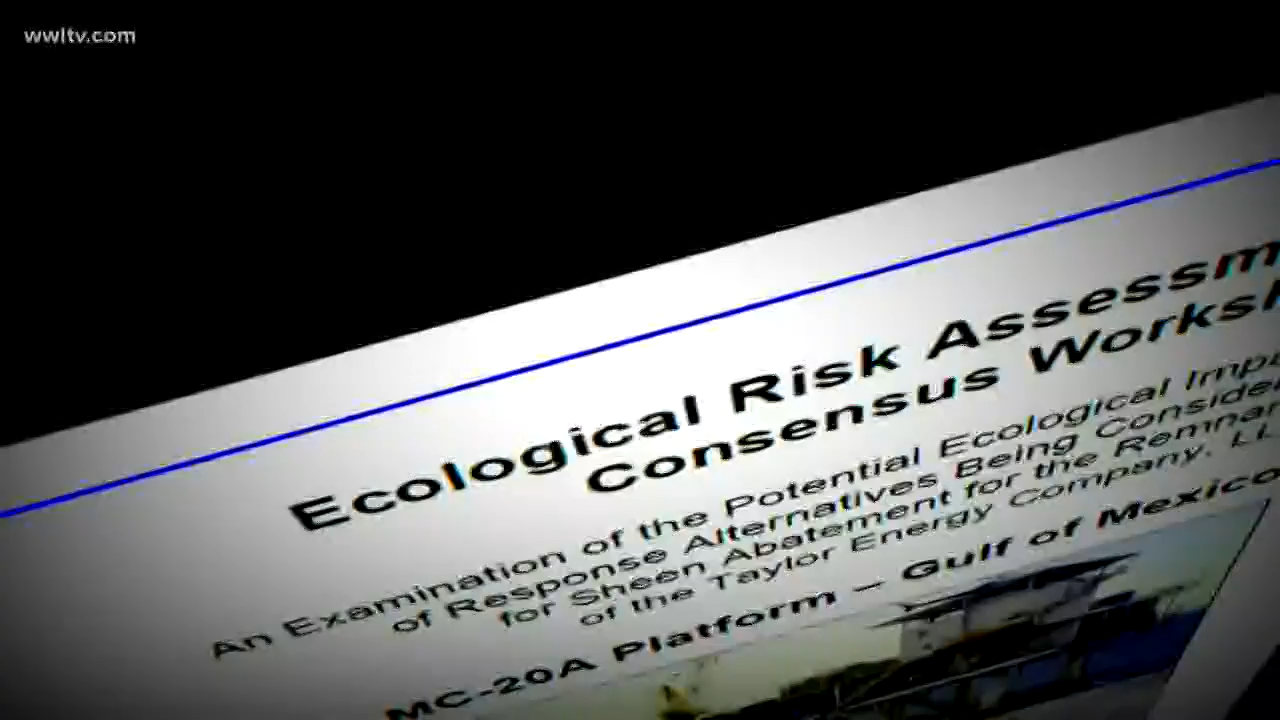 wwltv.com
Ecological Risk Assessm
Consensus Worksh
An Examination of the Potential Ecological Imp
of Response Alternatives Being Consider
for Sheen Abatement for the Remnan
of the Taylor Energy Company, LL
MC-20A Platform – Gulf of Mexico